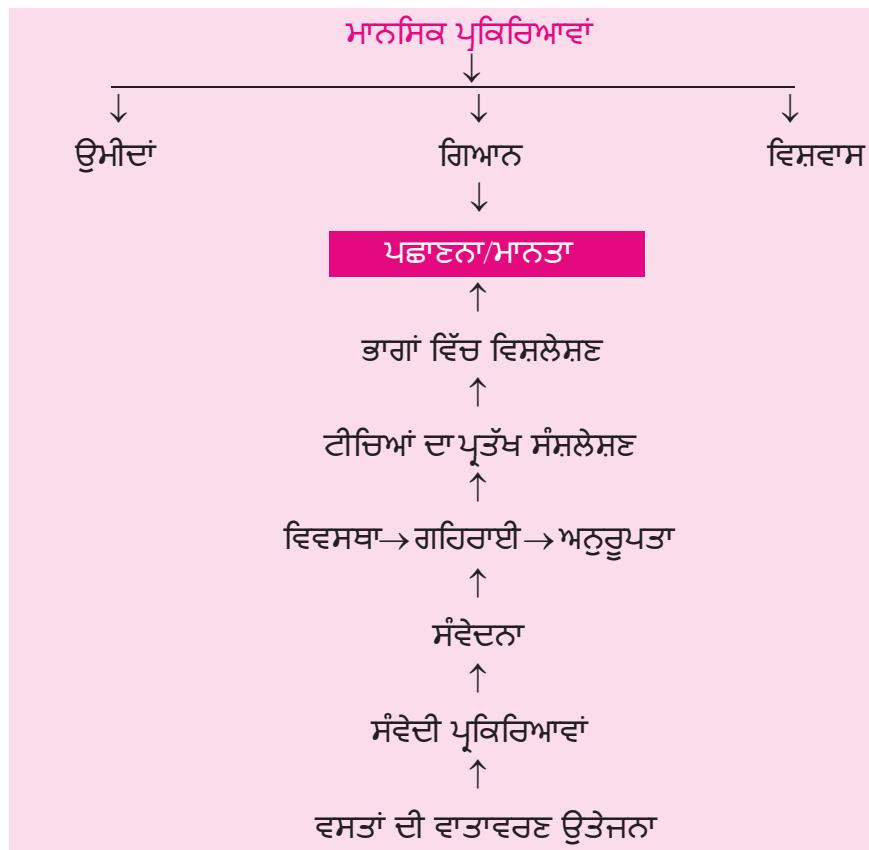 ਮਾਨਸਿਕ ਪ੍ਰਕਿਰਿਆਵਾਂ
ਉਮੀਦਾਂ ਗਿਆਨ ਵਿਸ਼ਵਾਸ
ਪਛਾਣਨਾ/ਮਾਨਤਾ
ਭਾਗਾਂ ਵਿੱਚ ਵਿਸ਼ਲੇਸ਼ਣ
ਟੀਚਿਆਂ ਦਾ ਪ੍ਰਤੱਖ ਸੰਸ਼ਲੇਸ਼ਣ
ਵਿਵਸਥਾ→ ਗਹਿਰਾਈ → ਅਨੁਰੂਪਤਾ
ਸੰਵੇਦਨਾ
ਸੰਵੇਦੀ ਪ੍ਰਕਿਰਿਆਵਾਂ
ਵਸਤਾਂ ਦੀ ਵਾਤਾਵਰਣ ਉਤੇਜਨਾ